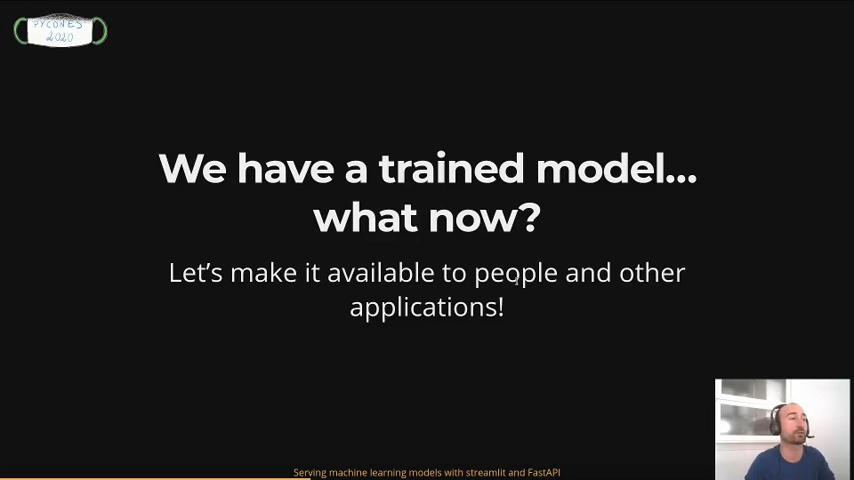 PYCONES
2020
We have a trained model...
what now?
Let's make it available to people and other
applications!
Serving machine learning models with streamlit and FastAPI